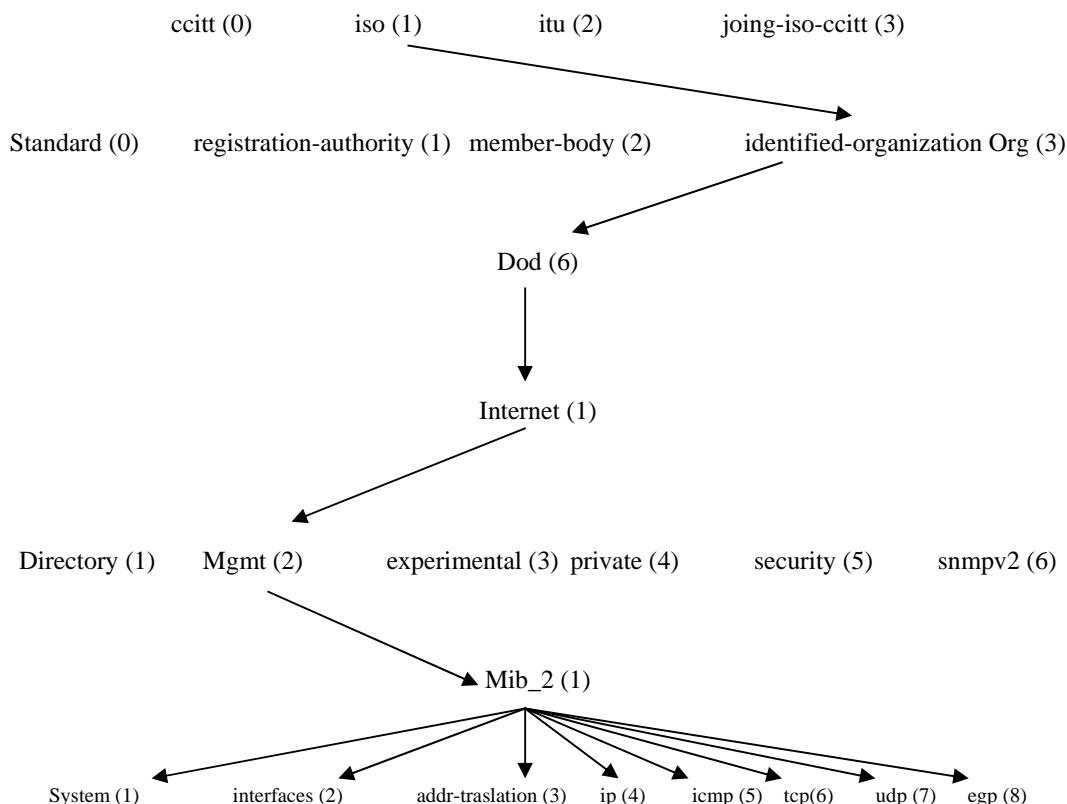 ccitt (0) iso (1) itu (2) joing-iso-ccitt (3)
Standard (0) registration-authority (1) member-body (2) identified-organization Org (3)
Dod (6)
Internet (1)
Directory (1) Mgmt (2) experimental (3) private (4) security (5) snmpv2 (6)
Mib_2 (1)
System (1) interfaces (2) addr-traslation (3) ip (4) icmp (5) tcp(6) udp (7) egp (8)